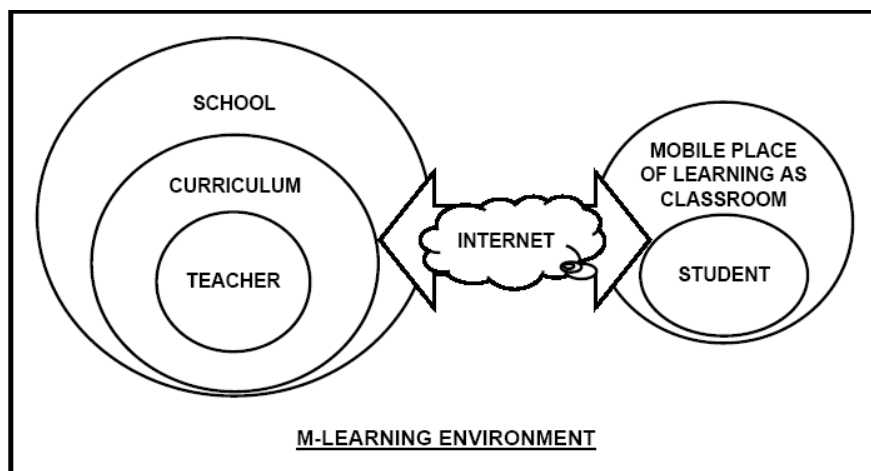 SCHOOL
CURRICULUM
TEACHER
INTERNET
MOBILE PLACE
OF LEARNING AS
CLASSROOM
STUDENT
M-LEARNING ENVIRONMENT